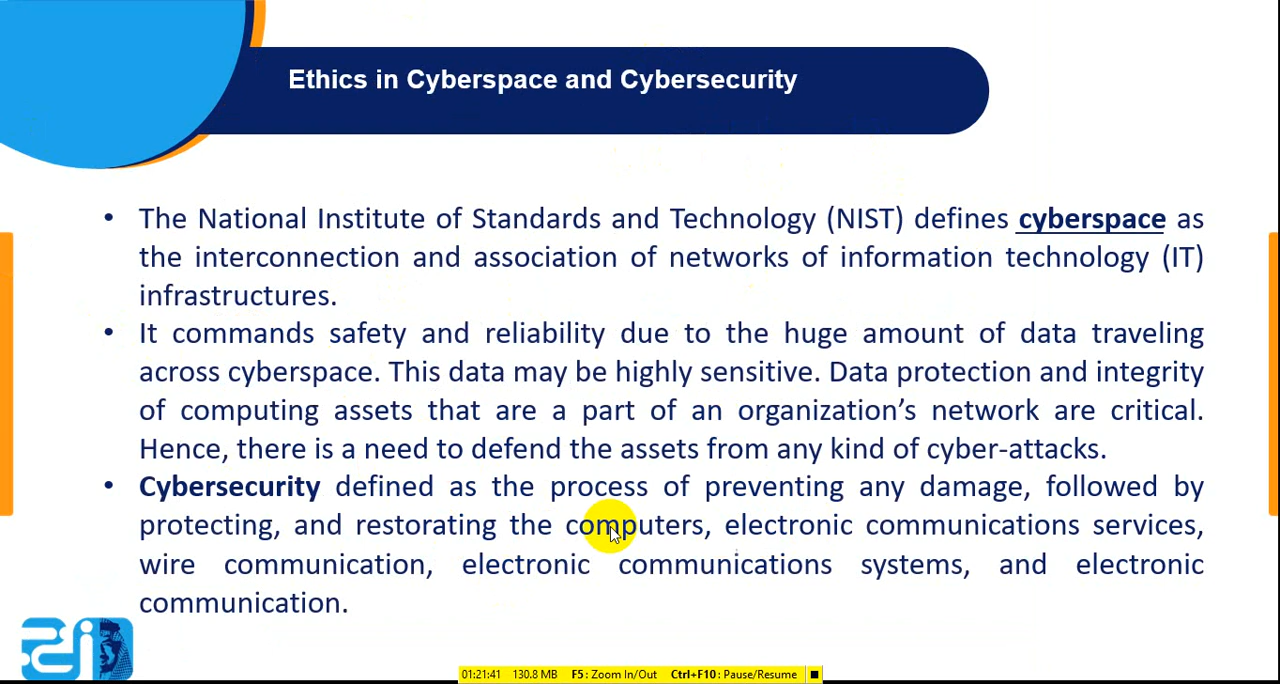 Ethics in Cyberspace and Cybersecurity
• The National Institute of Standards and Technology (NIST) defines cyberspace as
the interconnection and association of networks of information technology (IT)
infrastructures.
• It commands safety and reliability due to the huge amount of data traveling
across cyberspace. This data may be highly sensitive. Data protection and integrity
of computing assets that are a part of an organization’s network are critical.
Hence, there is a need to defend the assets from any kind of cyber-attacks.
• Cybersecurity defined as the process of preventing any damage, followed by
protecting, and restorating the computers, electronic communications services,
wire communication, electronic communications systems, and electronic
communication.
01:21:41 130.8 MB F5: Zoom In/Out Ctrl+F10: Pause/Resume